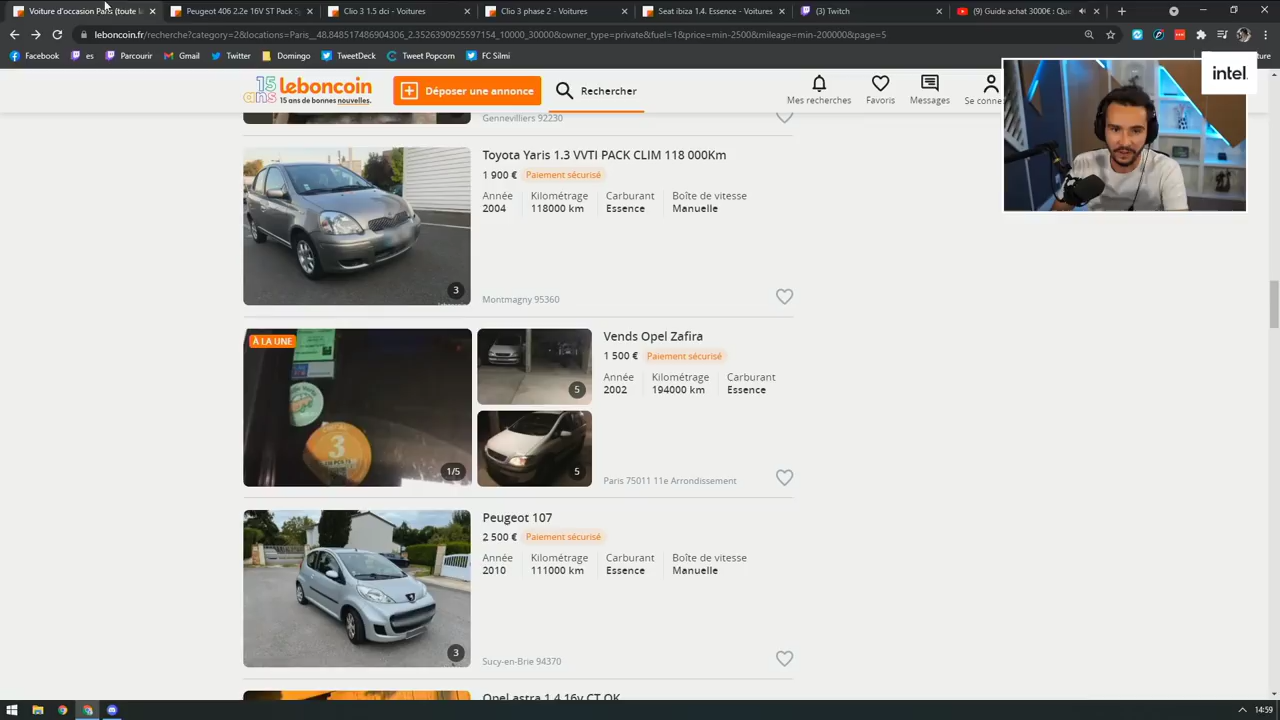 Voiture d'occasion Paris (toute l
Peugeot 406 2.2e 16V ST Pack S
Clio 3 1.5 dci - Voitures
Clio 3 phase 2 - Voitures
Seat ibiza 1.4. Essence - Voitures
(3) Twitch
(9) Guide achat 3000€ : Que
leboncoin.fr/recherche?category=2&locations=Paris__48.848517486904306_2.3526390925597154_10000_30000&owner_type=private&fuel=1&price=min-2500&mileage=min-200000&page=5
Facebook
es
Parcourir
Gmail
Twitter
Domingo
TweetDeck
Tweet Popcorn
FC Silmi
intel.
15 ans
leboncoin
15 ans de bonnes nouvelles.
Déposer une annonce
Rechercher
Mes recherches
Favoris
Messages
Se conne
Gennevilliers 92230
Toyota Yaris 1.3 VVTI PACK CLIM 118 000Km
1 900 € Paiement sécurisé
Année Kilométrage Carburant Boîte de vitesse
2004 118000 km Essence Manuelle
3
Montmagny 95360
À LA UNE
3
1/5
5
5
Vends Opel Zafira
1 500 € Paiement sécurisé
Année Kilométrage Carburant
2002 194000 km Essence
Paris 75011 11e Arrondissement
Peugeot 107
2 500 € Paiement sécurisé
Année Kilométrage Carburant Boîte de vitesse
2010 111000 km Essence Manuelle
3
Sucy-en-Brie 94370
Opel astra 1.4 16v CT OK
14:59